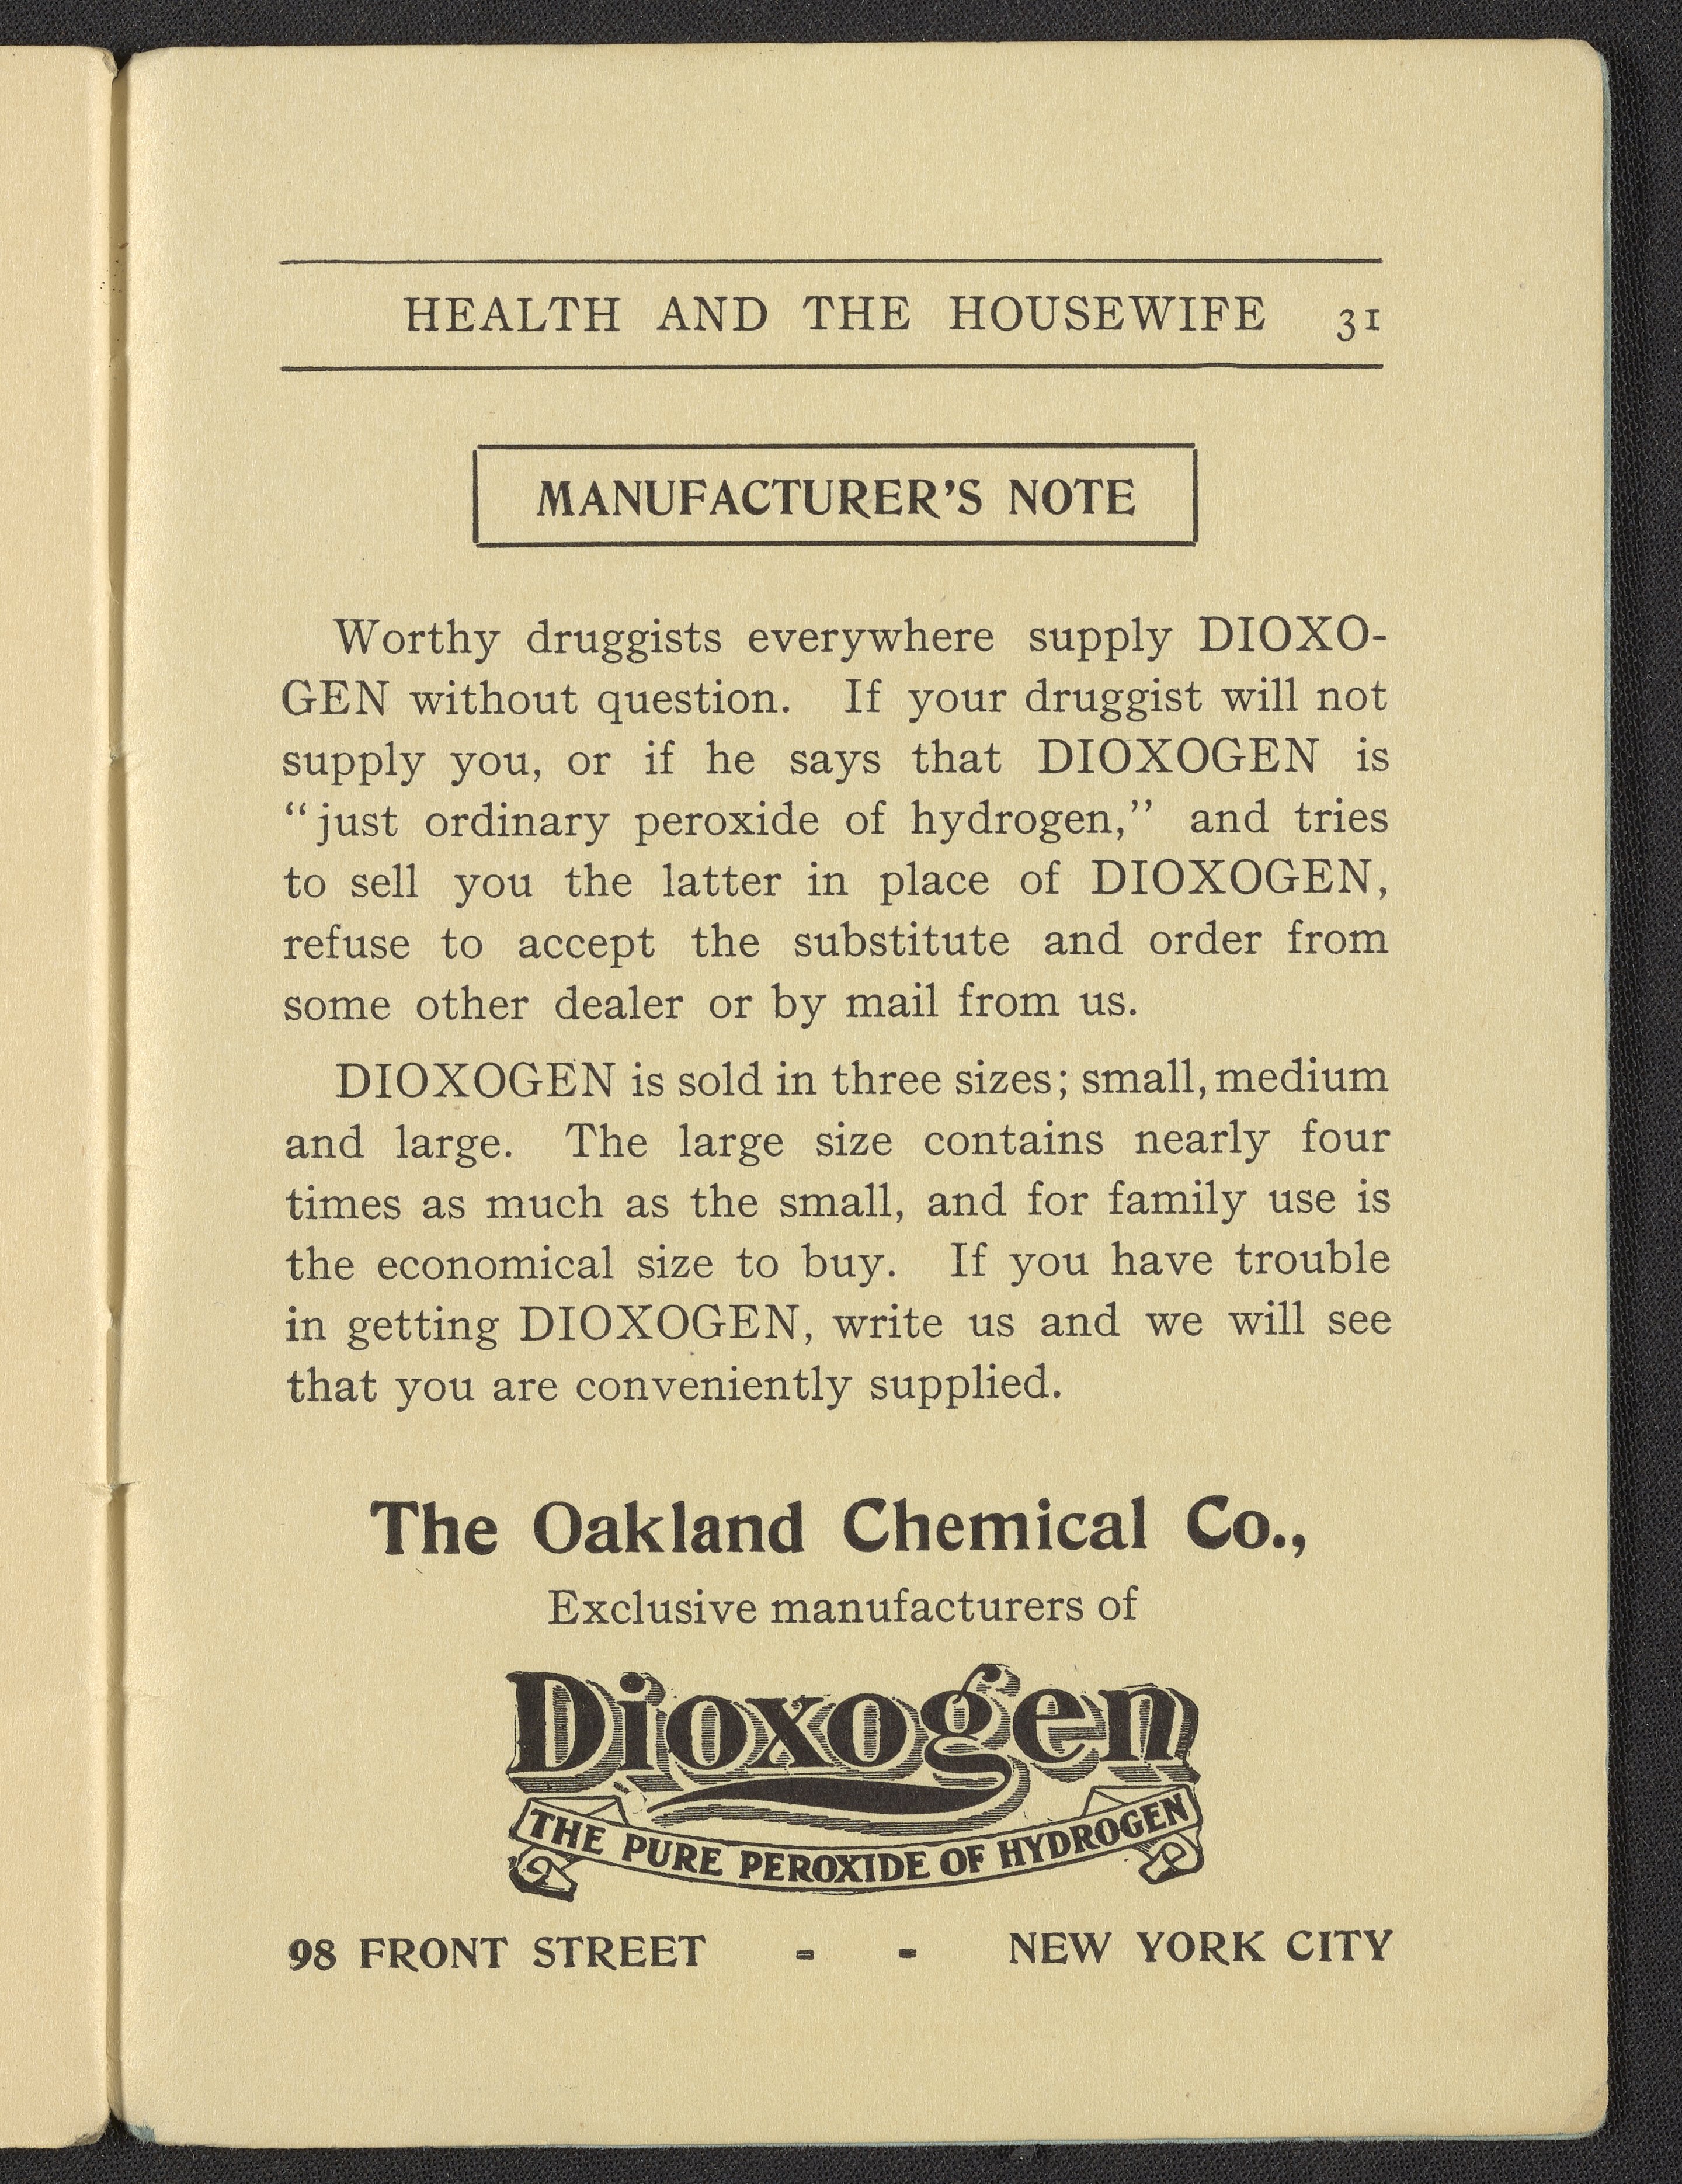 HEALTH AND THE HOUSEWIFE 31
MANUFACTURER'S NOTE
Worthy druggists everywhere supply DIOXO-
GEN without question. If your druggist will not
supply you, or if he says that DIOXOGEN is
“just ordinary peroxide of hydrogen,” and tries
to sell you the latter in place of DIOXOGEN,
refuse to accept the substitute and order from
some other dealer or by mail from us.
DIOXOGEN is sold in three sizes; small, medium
and large. The large size contains nearly four
times as much as the small, and for family use is
the economical size to buy. If you have trouble
in getting DIOXOGEN, write us and we will see
that you are conveniently supplied.
The Oakland Chemical Co.,
Exclusive manufacturers of
Dioxogen
THE PURE PEROXIDE OF HYDROGEN
98 FRONT STREET - - NEW YORK CITY